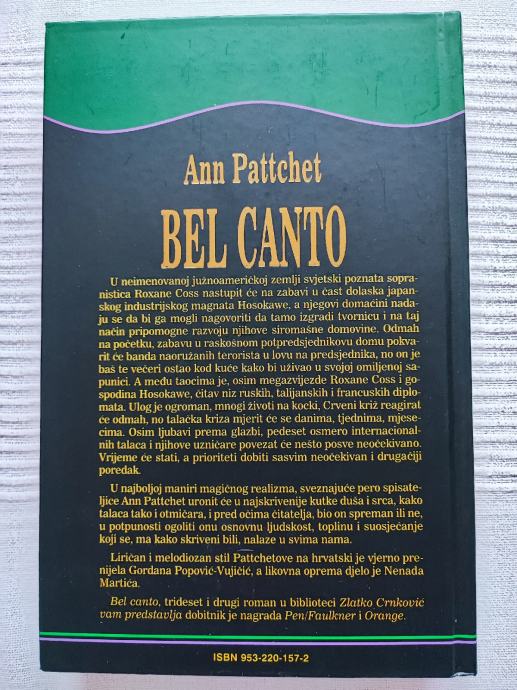 Ann Pattchet
BEL CANTO
U neimenovanoj južnoameričkoj zemlji svjetski poznata sopra-
nistica Roxane Coss nastupit će na zabavi u čast dolaska japan-
skog industrijskog magnata Hosokawe, a njegovi domaćini nada-
ju se da bi ga mogli nagovoriti da tamo izgradi tvornicu i na taj
način pripomogne razvoju njihove siromašne domovine. Odmah
na početku, zabavu u raskošnom potpredsjednikovu domu pokva-
rit će banda naoružanih terorista u lovu na predsjednika, no on je
baš te večeri ostao kod kuće kako bi uživao u svojoj omiljenoj sa-
punici. A među taocima je, osim megazvijezde Roxane Coss i go-
spodina Hosokawe, čitav niz ruskih, talijanskih i francuskih diplo-
mata. Ulog je ogroman, mnogi životi na kocki, Crveni križ reagirat
će odmah, no talačka kriza mjerit će se danima, tjednima, mjese-
cima. Osim ljubavi prema glazbi, pedeset osmero internacional-
nih talaca i njihove uzničare povezat će nešto posve neočekivano.
Vrijeme će stati, a prioriteti dobiti sasvim neočekivan i drugačiji
poredak.
U najboljoj maniri magičnog realizma, sveznajuće pero spisate-
ljice Ann Pattchet uronit će u najskrivenije kutke duša i srca, kako
talaca tako i otmičara, i pred očima čitatelja, bio on spreman ili ne,
u potpunosti ogoliti onu osnovnu ljudskost, toplinu i suosjećanje
koji se, ma kako skriveni bili, nalaze u svima nama.
Liričan i melodiozan stil Pattchetove na hrvatski je vjerno pre-
nijela Gordana Popović-Vujičić, a likovna oprema djelo je Nenada
Martića.
Bel canto, trideset i drugi roman u biblioteci Zlatko Crnković
vam predstavlja dobitnik je nagrada Pen/Faulkner i Orange.
ISBN 953-220-157-2